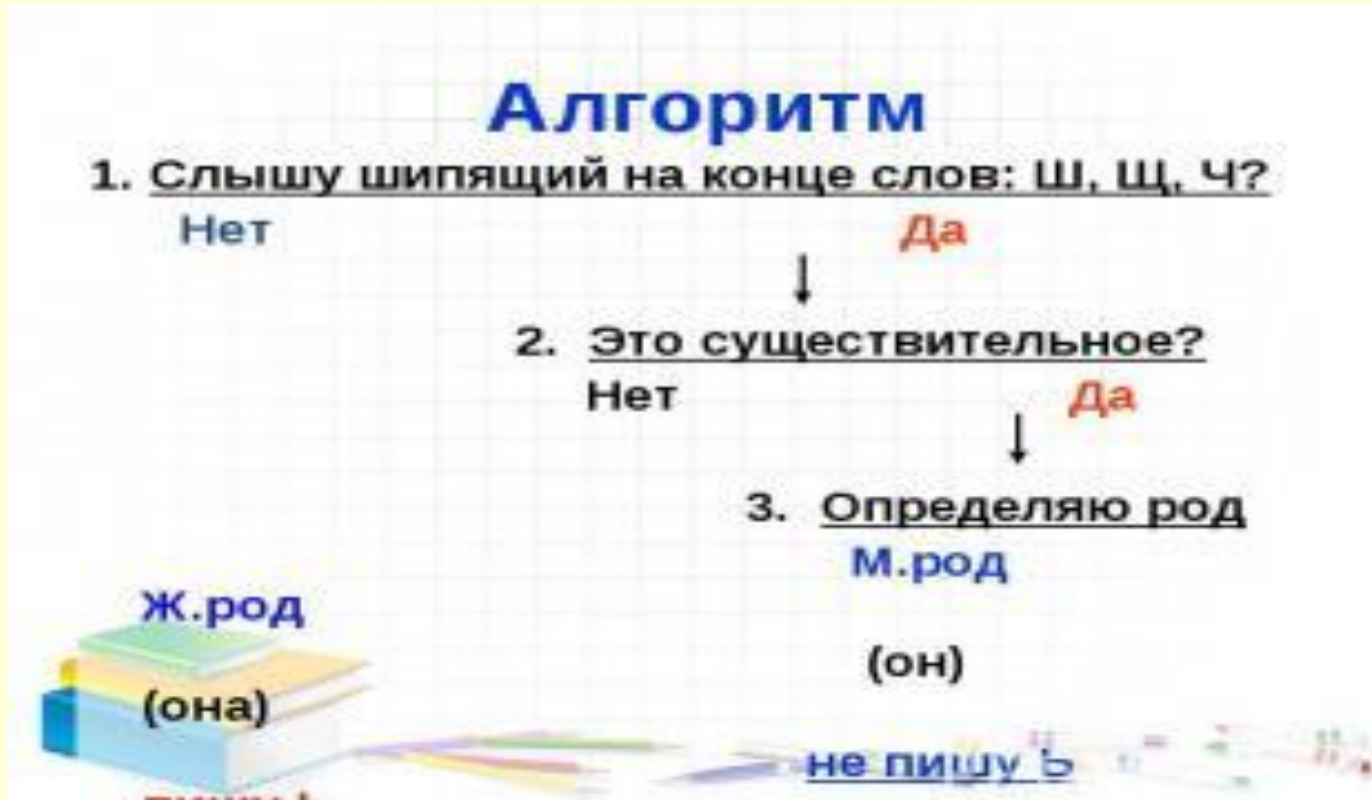 Алгоритм
1. Слышу шипящий на конце слов: Ш, Щ, Ч?
Нет Да
2. Это существительное?
Нет Да
3. Определяю род
М.род
Ж.род
(он)
(она)
не пишу Ь